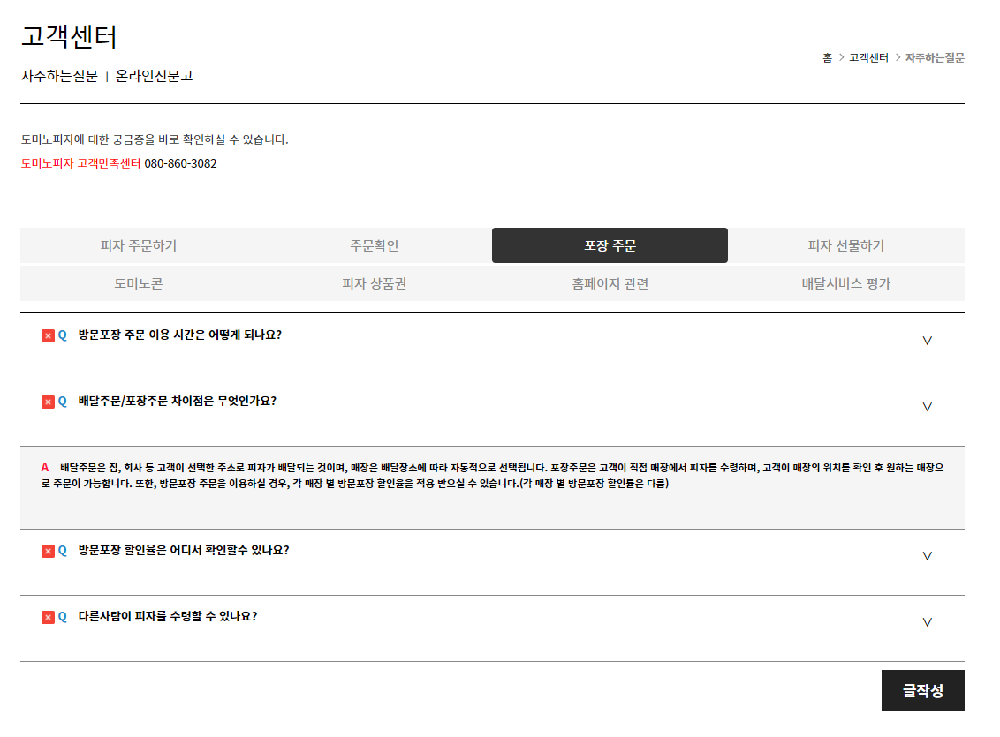 고객센터
자주하는질문 | 온라인신문고
홈 > 고객센터 > 자주하는질문
도미노피자에 대한 궁금증을 바로 확인하실 수 있습니다.
도미노피자 고객만족센터 080-860-3082
피자 주문하기 주문확인 포장 주문 피자 선물하기
도미노콘 피자 상품권 홈페이지 관련 배달서비스 평가
Q 방문포장 주문 이용 시간은 어떻게 되나요?
Q 배달주문/포장주문 차이점은 무엇인가요?
A 배달주문은 집, 회사 등 고객이 선택한 주소로 피자가 배달되는 것이며, 매장은 배달장소에 따라 자동적으로 선택됩니다. 포장주문은 고객이 직접 매장에서 피자를 수령하며, 고객이 매장의 위치를 확인 후 원하는 매장으
로 주문이 가능합니다. 또한, 방문포장 주문을 이용하실 경우, 각 매장 별 방문포장 할인율을 적용 받으실 수 있습니다.(각 매장 별 방문포장 할인률은 다름)
Q 방문포장 할인율은 어디서 확인할수 있나요?
Q 다른사람이 피자를 수령할 수 있나요?
글작성